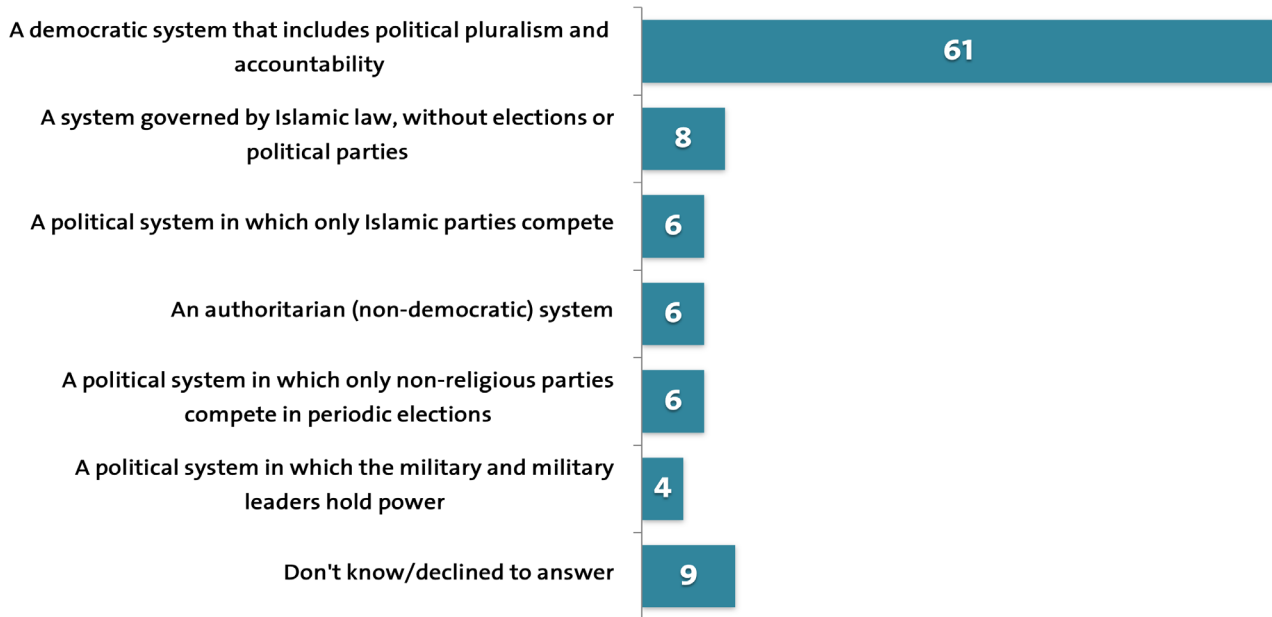 A democratic system that includes political pluralism and
accountability
61
A system governed by Islamic law, without elections or
political parties
8
A political system in which only Islamic parties compete
6
An authoritarian (non-democratic) system
6
A political system in which only non-religious parties
compete in periodic elections
6
A political system in which the military and military
leaders hold power
4
Don't know/declined to answer
9